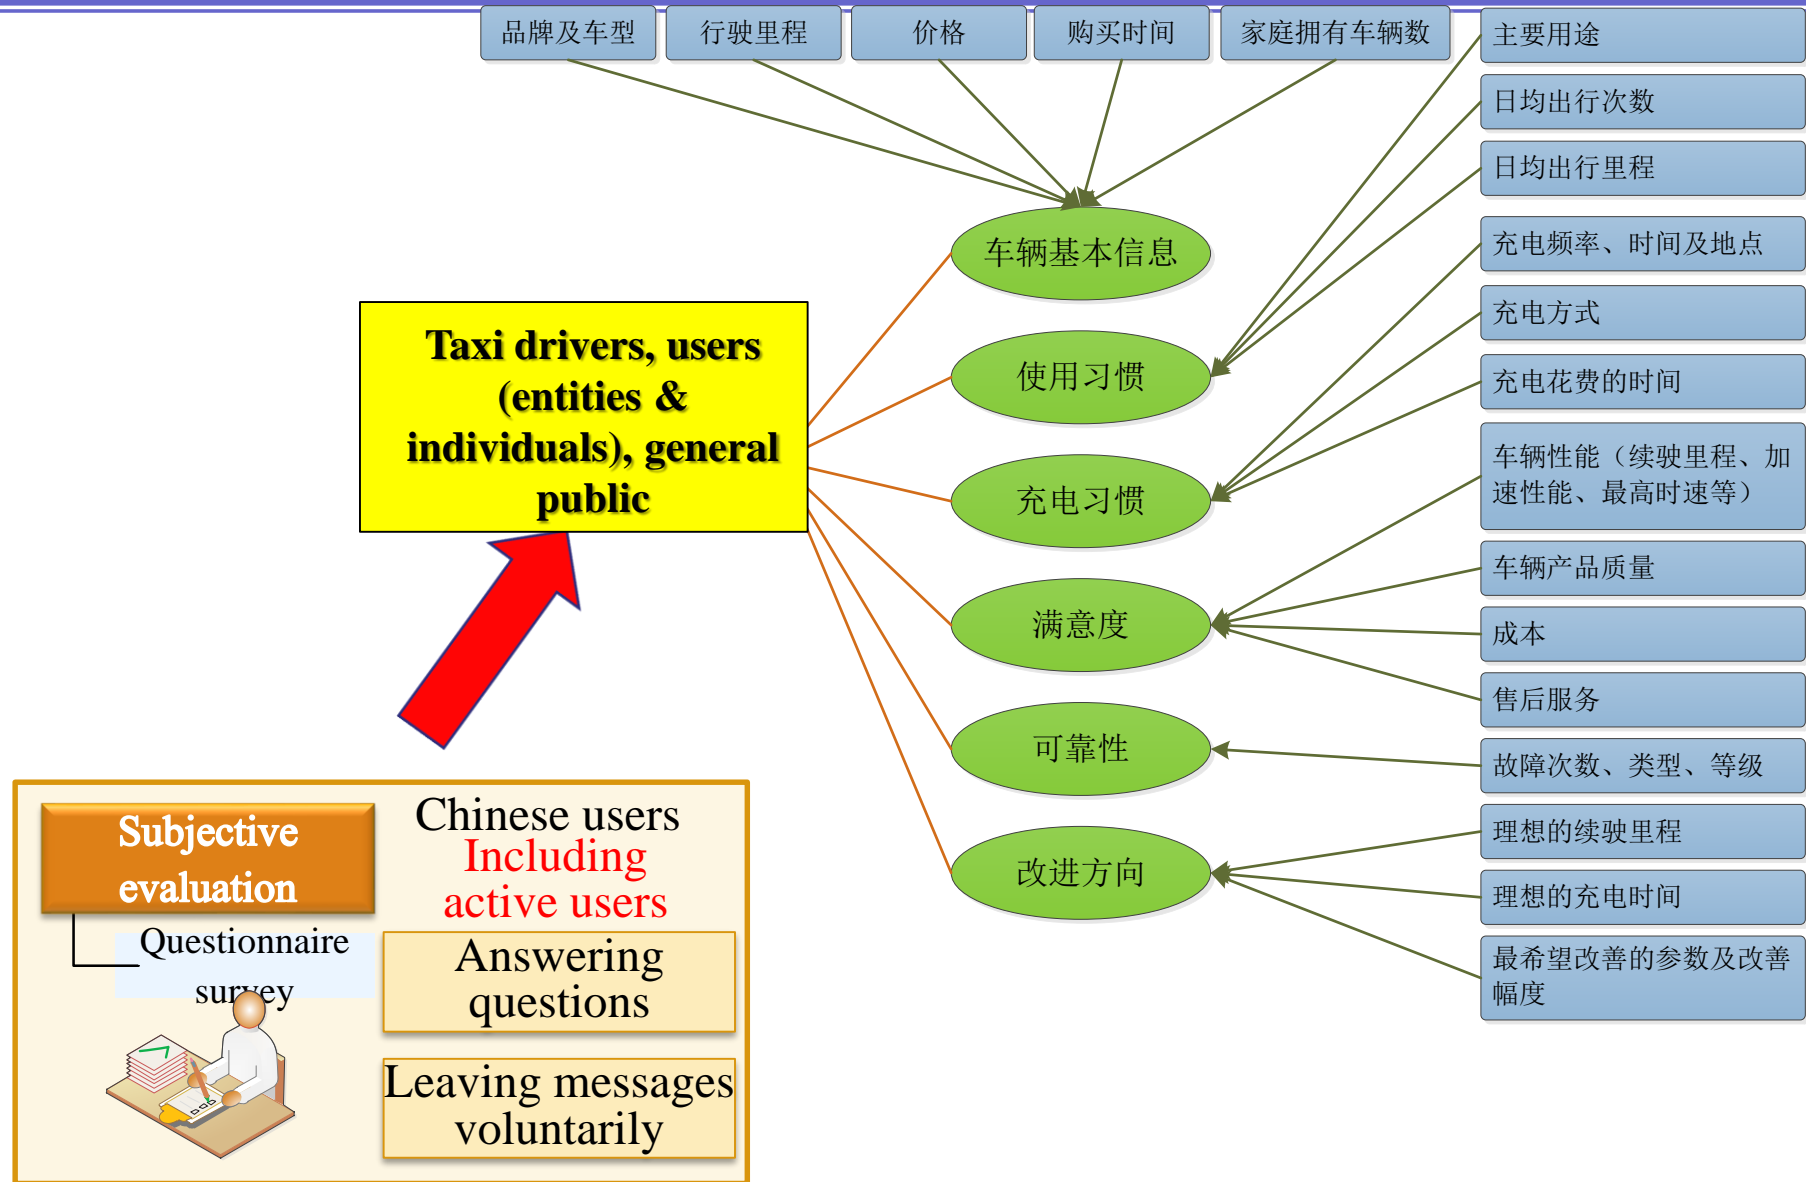 品牌及车型
行驶里程
价格
购买时间
家庭拥有车辆数
主要用途
日均出行次数
日均出行里程
充电频率、时间及地点
充电方式
充电花费的时间
车辆性能（续驶里程、加
速性能、最高时速等）
车辆产品质量
成本
售后服务
故障次数、类型、等级
理想的续驶里程
理想的充电时间
最希望改善的参数及改善
幅度
车辆基本信息
使用习惯
充电习惯
满意度
可靠性
改进方向
Taxi drivers, users
(entities &
individuals), general
public
Subjective
evaluation
Questionnaire
survey
Chinese users
Including
active users
Answering
questions
Leaving messages
voluntarily